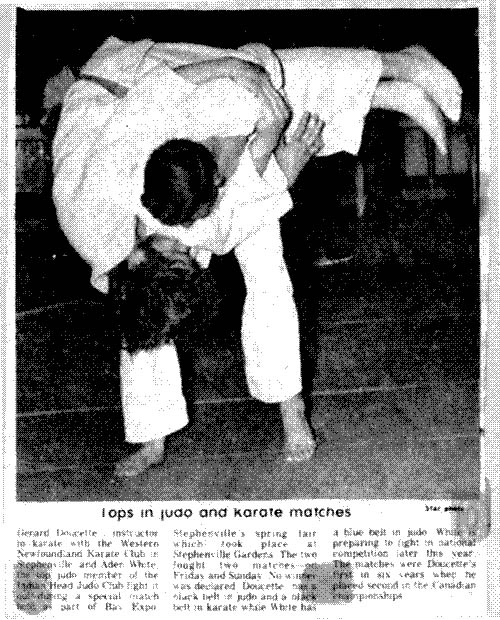 Tops in judo and karate matches
Star photo
Gerard Doucette instructor
in karate with the Western
Newfoundland Karate Club in
Stephenville and Aden White,
the top judo member of the
Indian Head Judo Club fight it
out during a special match
held as part of Bay Expo
Stephenville's spring fair
which took place at
Stephenville Gardens. The two
fought two matches on
Friday and Sunday. No winner
was declared. Doucette has a
black belt in judo and a black
belt in karate while White has
a blue belt in judo. White is
preparing to fight in national
competition later this year.
The matches were Doucette's
first in six years when he
placed second in the Canadian
championships